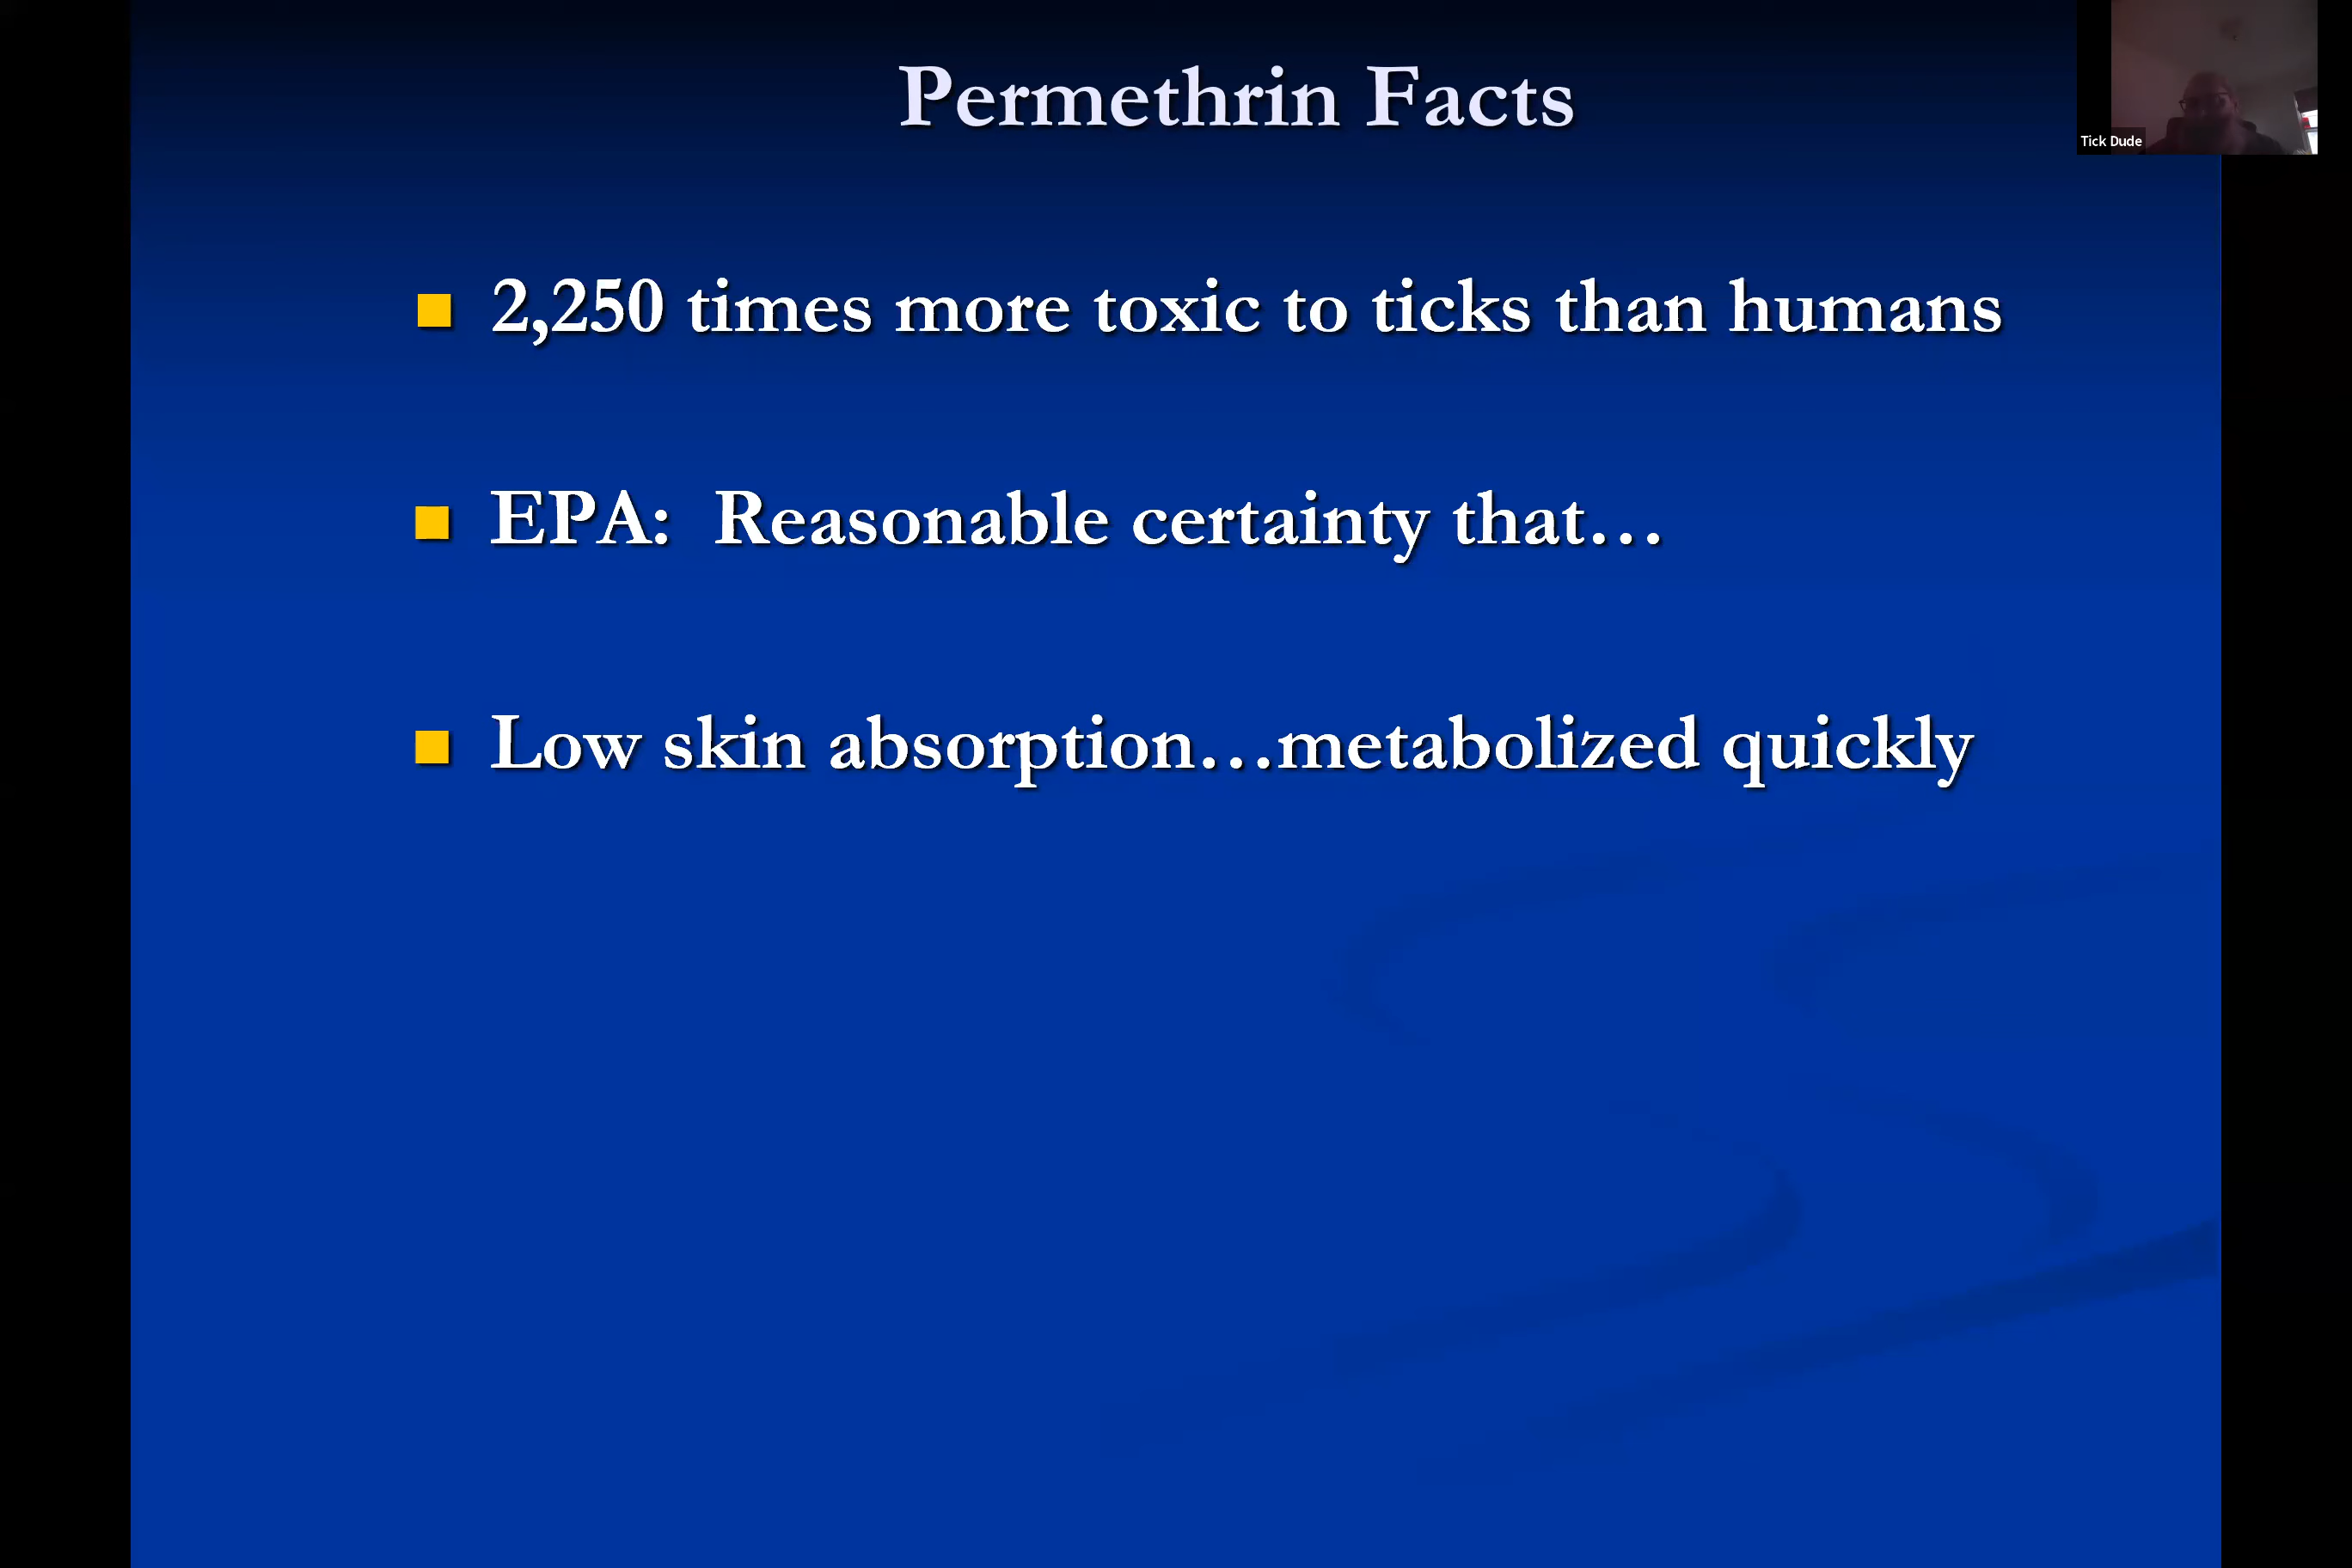 Permethrin Facts
Tick Dude
2,250 times more toxic to ticks than humans
EPA:  Reasonable certainty that…
Low skin absorption…metabolized quickly